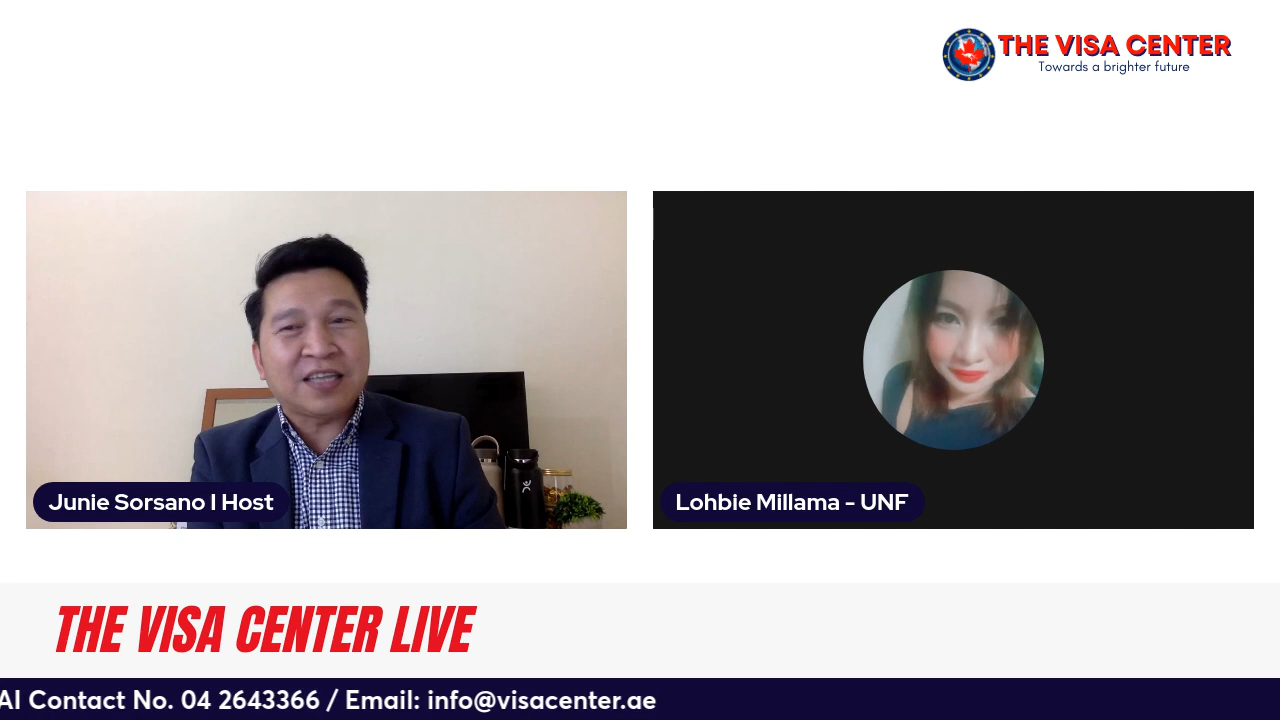 THE VISA CENTER
Towards a brighter future
Junie Sorsano I Host
Lohbie Millama - UNF
THE VISA CENTER LIVE
AI Contact No. 04 2643366 / Email: info@visacenter.ae